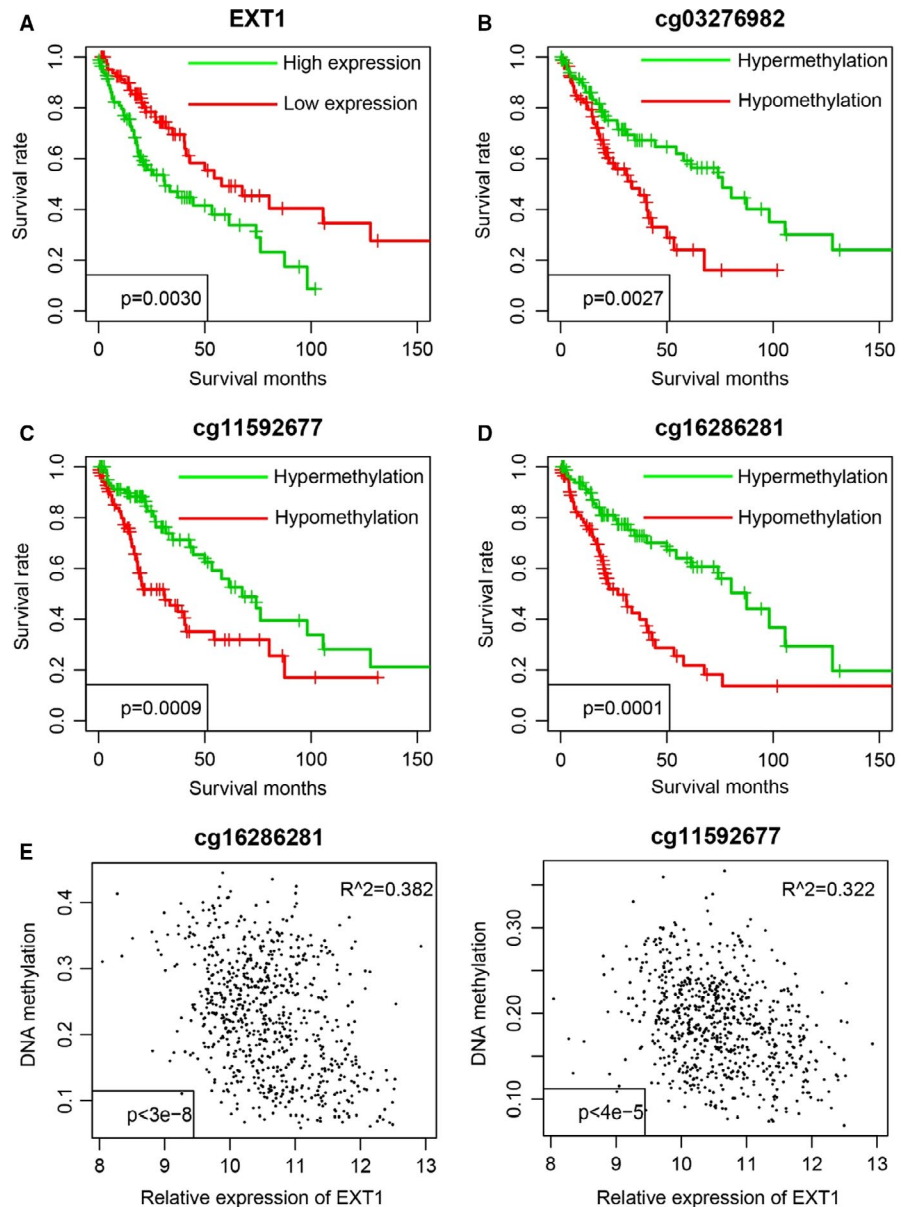 A
EXT1
High expression
Low expression
Survival rate
0.0 0.2 0.4 0.6 0.8 1.0
p=0.0030
0 50 100 150
Survival months
B
cg03276982
Hypermethylation
Hypomethylation
Survival rate
0.0 0.2 0.4 0.6 0.8 1.0
p=0.0027
0 50 100 150
Survival months
C
cg11592677
Hypermethylation
Hypomethylation
Survival rate
0.0 0.2 0.4 0.6 0.8 1.0
p=0.0009
0 50 100 150
Survival months
D
cg16286281
Hypermethylation
Hypomethylation
Survival rate
0.0 0.2 0.4 0.6 0.8 1.0
p=0.0001
0 50 100 150
Survival months
E
cg16286281
R^2=0.382
DNA methylation
0.1 0.2 0.3 0.4
p<3e−8
8 9 10 11 12 13
Relative expression of EXT1
cg11592677
R^2=0.322
DNA methylation
0.10 0.20 0.30
p<4e−5
8 9 10 11 12 13
Relative expression of EXT1